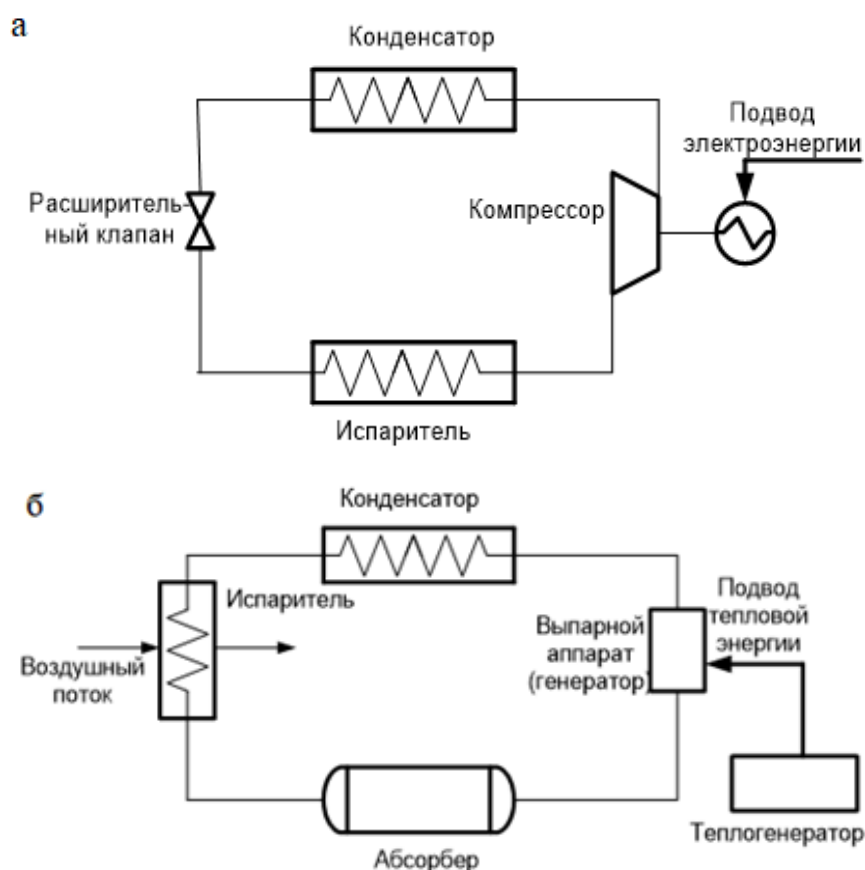 а
Конденсатор
Подвод
электроэнергии
Расширитель-
ный клапан
Компрессор
Испаритель
б
Конденсатор
Испаритель
Воздушный
поток
Выпарной
аппарат
(генератор)
Подвод
тепловой
энергии
Теплогенератор
Абсорбер